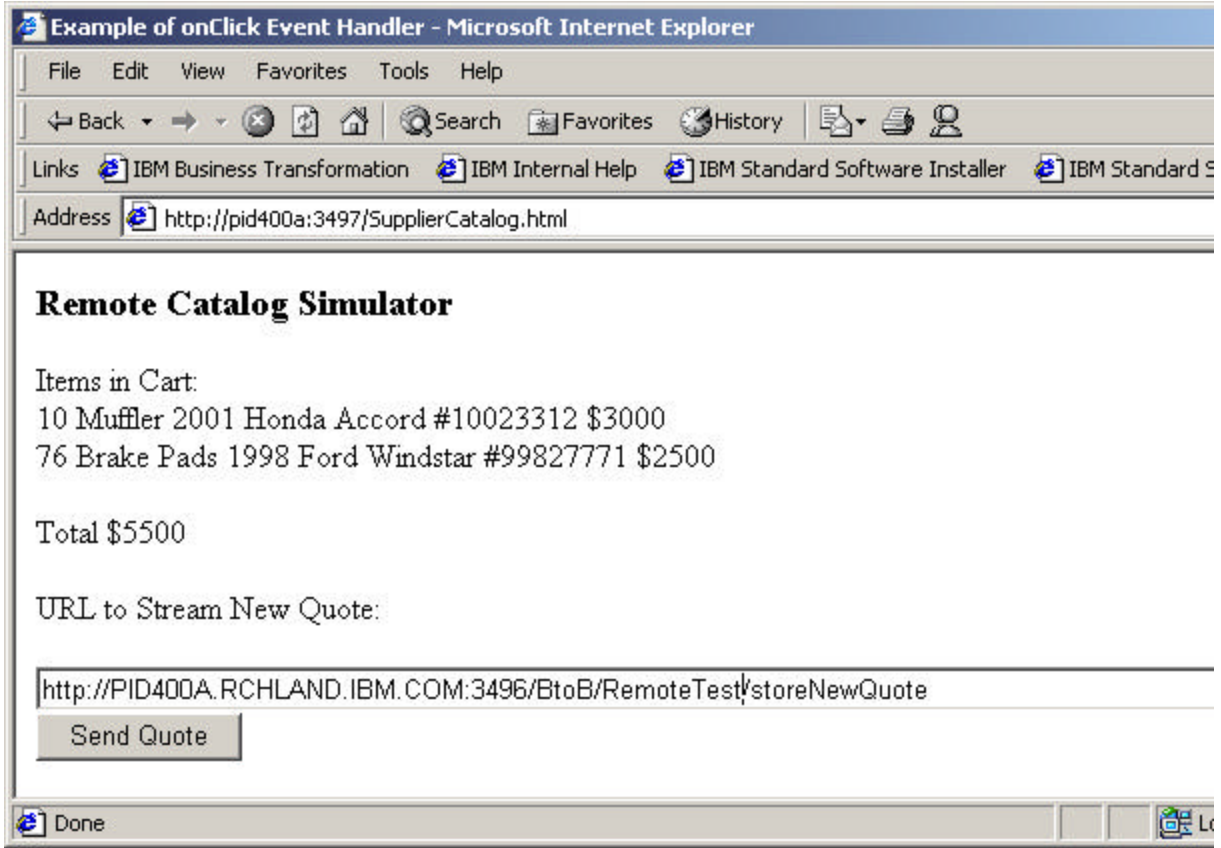 Example of onClick Event Handler - Microsoft Internet Explorer
File Edit View Favorites Tools Help
Back Search Favorites History
Links IBM Business Transformation IBM Internal Help IBM Standard Software Installer IBM Standard S
Address http://pid400a:3497/SupplierCatalog.html
Remote Catalog Simulator
Items in Cart:
10 Muffler 2001 Honda Accord #10023312 $3000
76 Brake Pads 1998 Ford Windstar #99827771 $2500
Total $5500
URL to Stream New Quote:
http://PID400A.RCHLAND.IBM.COM:3496/BtoB/RemoteTest/storeNewQuote
Send Quote
Done Lo